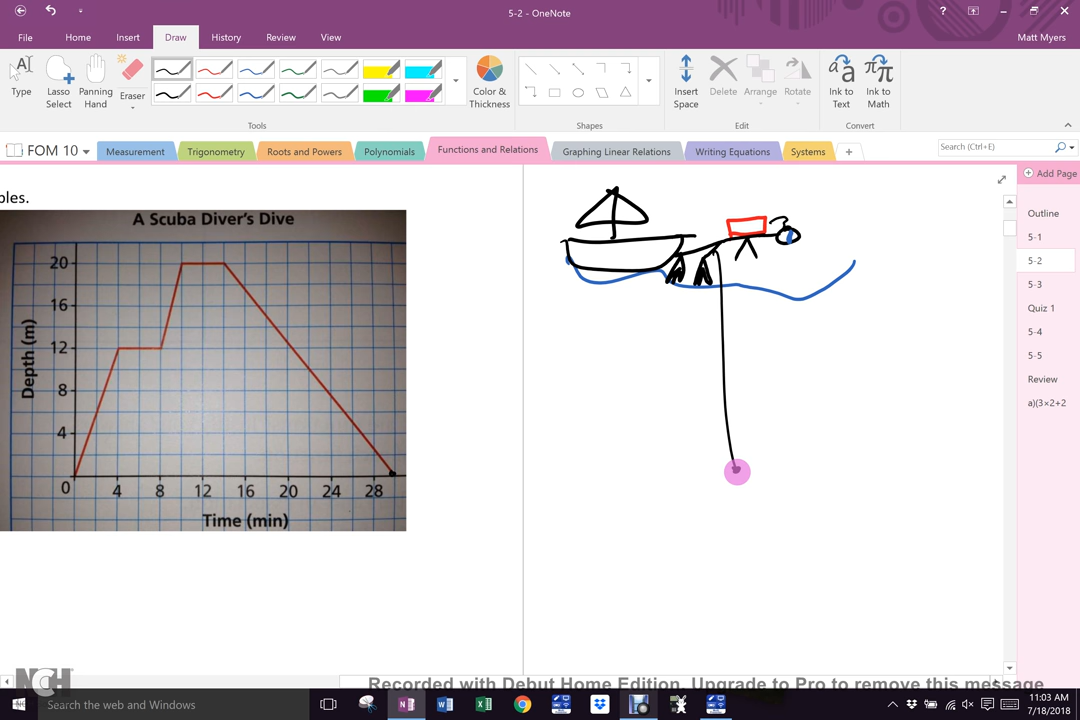 5-2 - OneNote
Matt Myers
File Home Insert Draw History Review View
Type
Lasso Select
Panning Hand
Eraser
Color & Thickness
Insert Space
Delete
Arrange
Rotate
Ink to Text
Ink to Math
Tools
Shapes
Edit
Convert
FOM 10
Measurement
Trigonometry
Roots and Powers
Polynomials
Functions and Relations
Graphing Linear Relations
Writing Equations
Systems
Search (Ctrl+E)
Add Page
Outline
5-1
5-2
5-3
Quiz 1
5-4
5-5
Review
a)(3×2+2
ples.
A Scuba Diver's Dive
Depth (m)
20
16
12
8
4
0
4 8 12 16 20 24 28
Time (min)
NCH
Recorded with Debut Home Edition. Upgrade to Pro to remove this message
Search the web and Windows
11:03 AM
7/18/2018